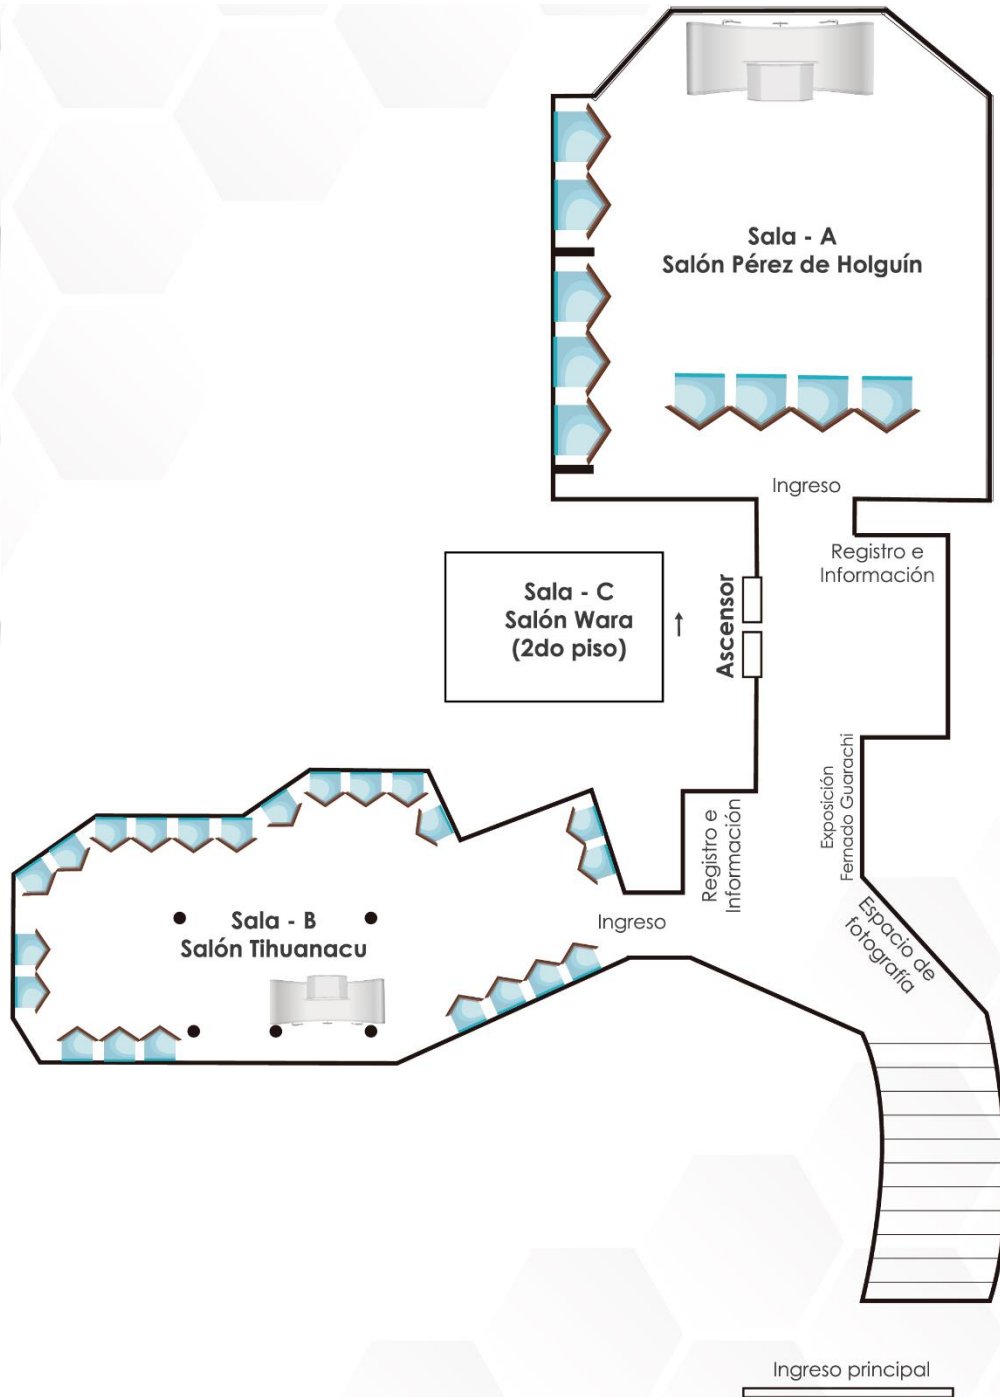 Sala - A
Salón Pérez de Holguín
Ingreso
Registro e
Información
Sala - C
Salón Wara
(2do piso)
Ascensor
Exposición
Fernado Guarachi
Registro e
Información
Sala - B
Salón Tihuanacu
Ingreso
Espacio de
fotografía
Ingreso principal